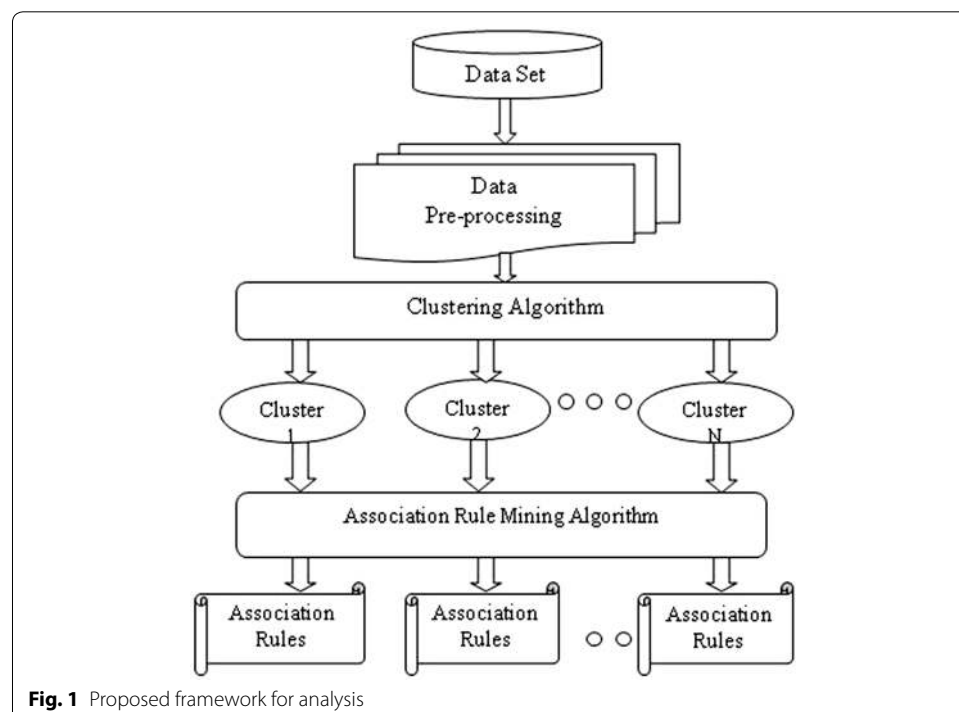 Data Set
Data
Pre-processing
Clustering Algorithm
Cluster
1
Cluster
2
Cluster
N
Association Rule Mining Algorithm
Association
Rules
Association
Rules
Association
Rules
Fig. 1 Proposed framework for analysis